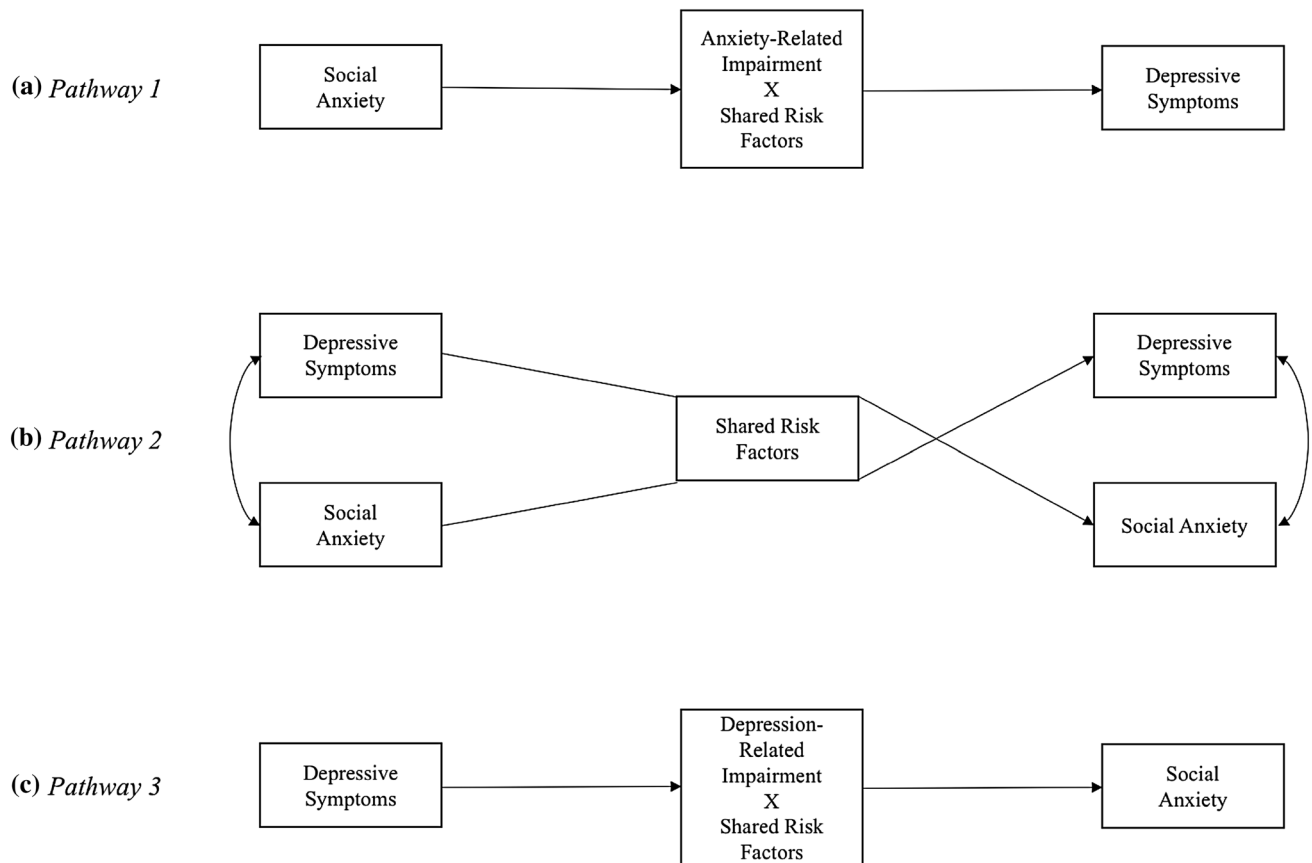 (a) Pathway 1
Social
Anxiety
Anxiety-Related
Impairment
X
Shared Risk
Factors
Depressive
Symptoms
(b) Pathway 2
Depressive
Symptoms
Social
Anxiety
Shared Risk
Factors
Depressive
Symptoms
Social Anxiety
(c) Pathway 3
Depressive
Symptoms
Depression-
Related
Impairment
X
Shared Risk
Factors
Social
Anxiety